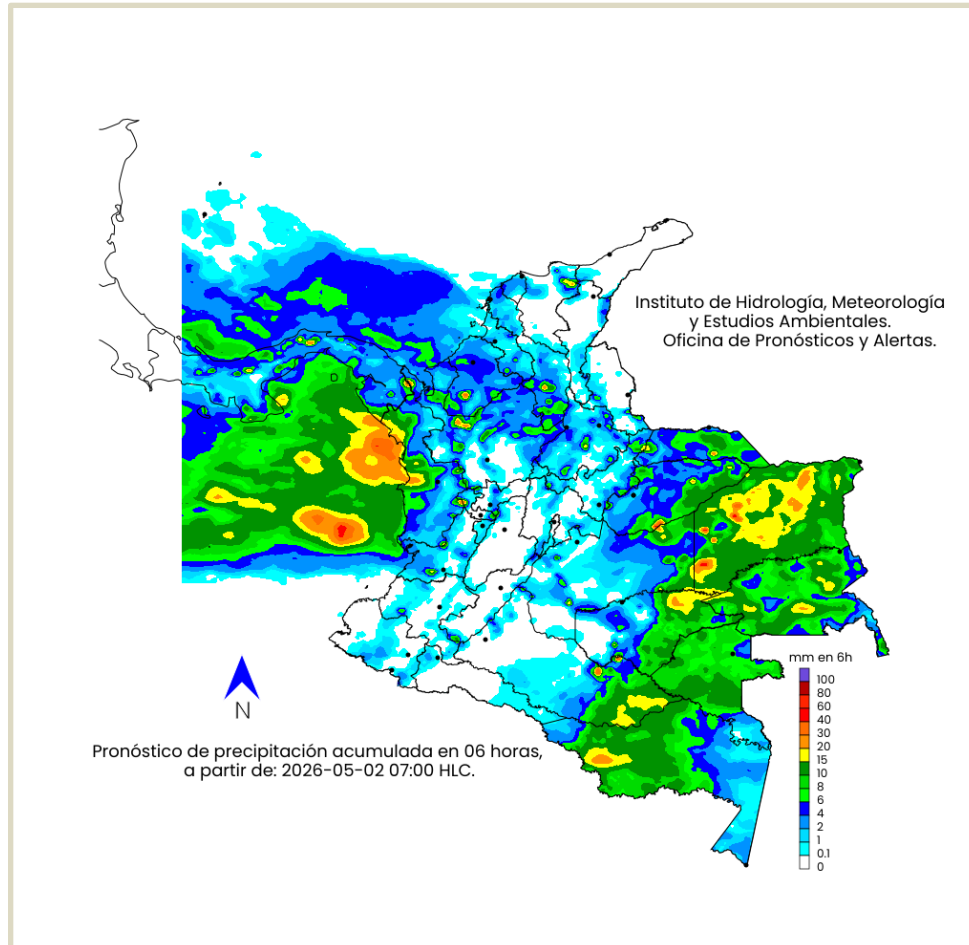 Instituto de Hidrología, Meteorología
y Estudios Ambientales.
Oficina de Pronósticos y Alertas.
mm en 6h
100
80
60
40
30
20
15
10
8
6
4
2
1
0.1
0
N
Pronóstico de precipitación acumulada en 06 horas,
a partir de: 2026-05-02 07:00 HLC.